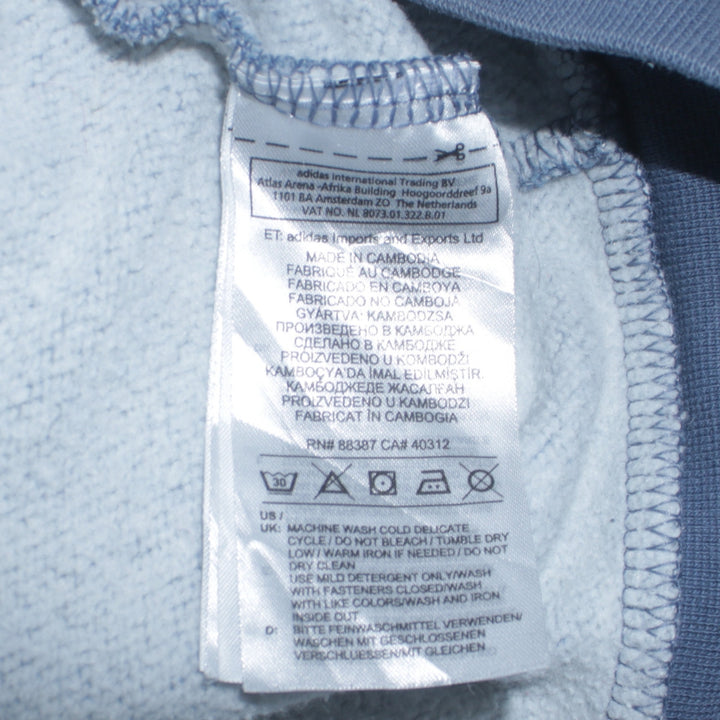 adidas international Trading BV
Atlas Arena -Afrika Building Hoogoorddreef 9a
1101 BA Amsterdam ZO The Netherlands
VAT NO. NL 8073.01.322.B.01
ET: adidas Imports and Exports Ltd
MADE IN CAMBODIA
FABRIQUÉ AU CAMBODGE
FABRICADO EN CAMBOYA
FABRICADO NO CAMBOJA
GYÁRTVA: KAMBODZSA
ПРОИЗВЕДЕНО В КАМБОДЖА
СДЕЛАНО В КАМБОДЖЕ
PROIZVEDENO U KOMBODŽI
KAMBOÇYA'DA İMAL EDİLMİŞTİR.
КАМБОДЖЕДЕ ЖАСАЛҒАН
PROIZVEDENO U KAMBODZI
FABRICAT ÎN CAMBOGIA
RN# 88387 CA# 40312
30
US /
UK: MACHINE WASH COLD DELICATE
CYCLE / DO NOT BLEACH / TUMBLE DRY
LOW / WARM IRON IF NEEDED / DO NOT
DRY CLEAN
USE MILD DETERGENT ONLY/WASH
WITH FASTENERS CLOSED/WASH
WITH LIKE COLORS/WASH AND IRON
INSIDE OUT
D: BITTE FEINWASCHMITTEL VERWENDEN/
WASCHEN MIT GESCHLOSSENEN
VERSCHLUESSEN/MIT GLEICHEN